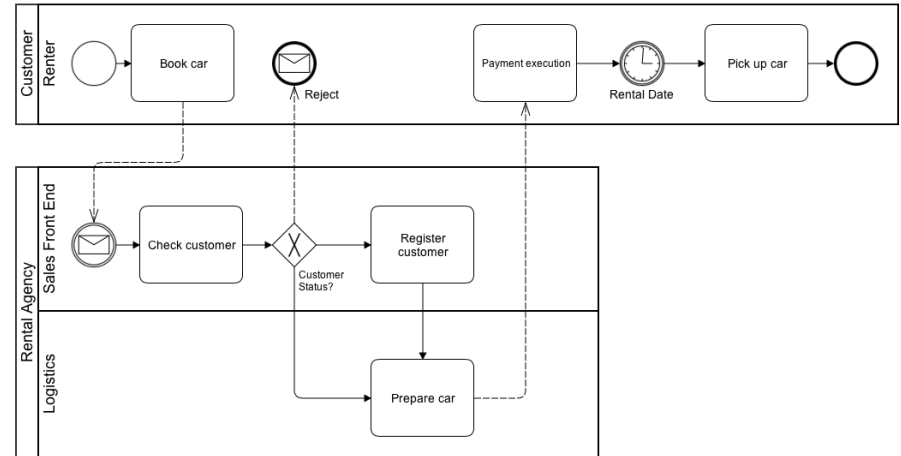 Customer
Renter
Book car
Reject
Payment execution
Rental Date
Pick up car
Rental Agency
Sales Front End
Check customer
Customer
Status?
Register
customer
Logistics
Prepare car